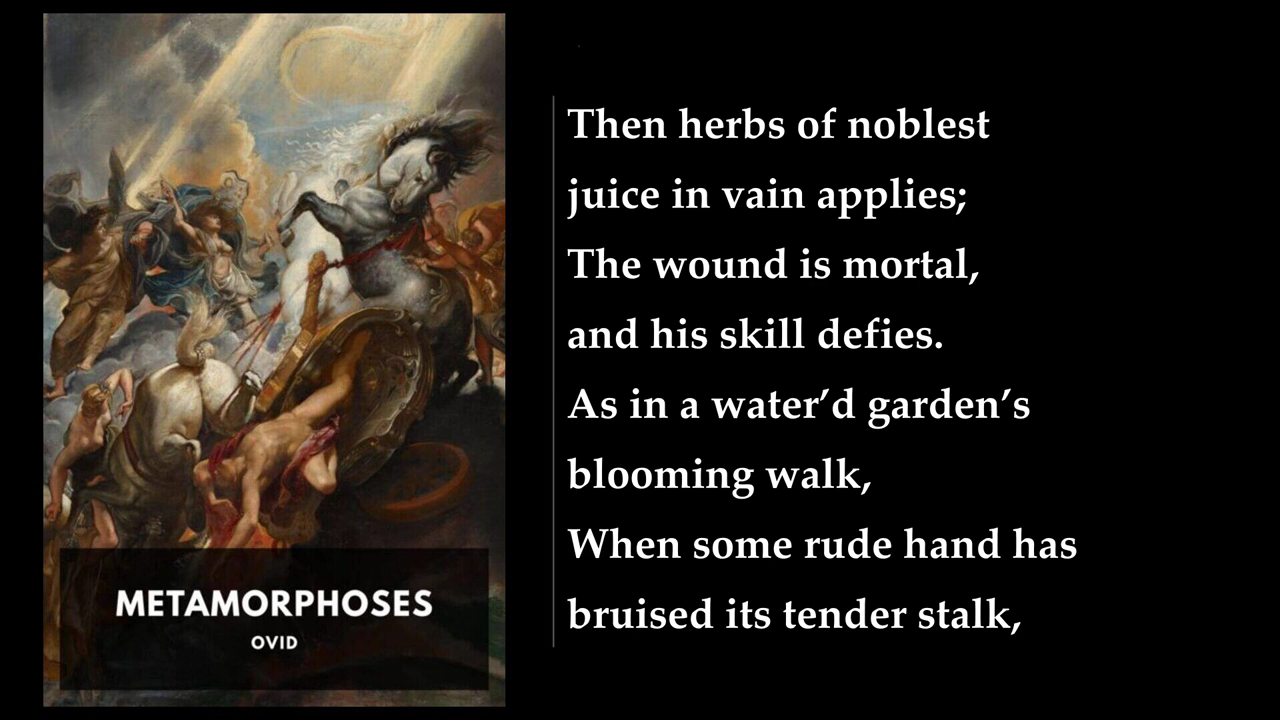 METAMORPHOSES
OVID
Then herbs of noblest
juice in vain applies;
The wound is mortal,
and his skill defies.
As in a water’d garden’s
blooming walk,
When some rude hand has
bruised its tender stalk,